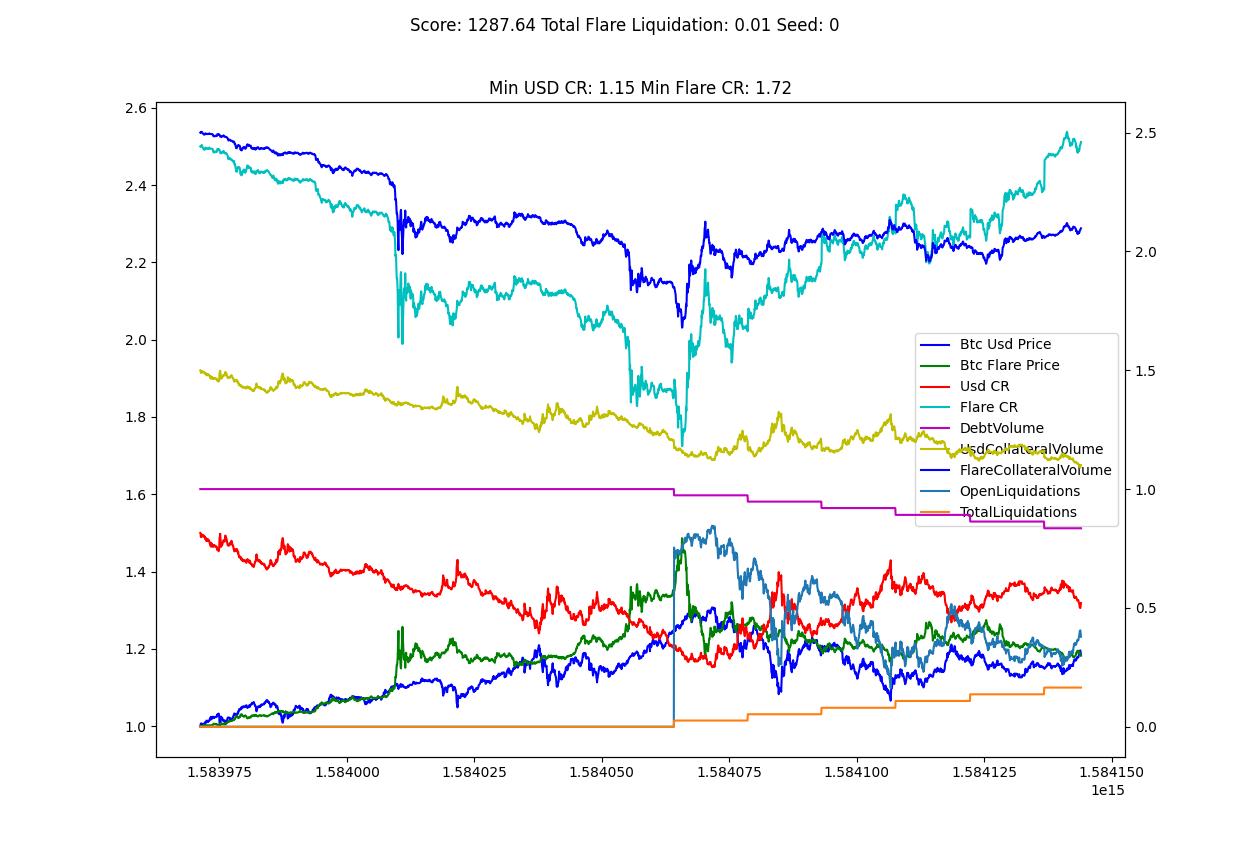 Score: 1287.64 Total Flare Liquidation: 0.01 Seed: 0
Min USD CR: 1.15 Min Flare CR: 1.72
2.6
2.4
2.2
2.0
1.8
1.6
1.4
1.2
1.0
2.5
2.0
1.5
1.0
0.5
0.0
Btc Usd Price
Btc Flare Price
Usd CR
Flare CR
DebtVolume
UsdCollateralVolume
FlareCollateralVolume
OpenLiquidations
TotalLiquidations
1.583975 1.584000 1.584025 1.584050 1.584075 1.584100 1.584125 1.584150
1e15